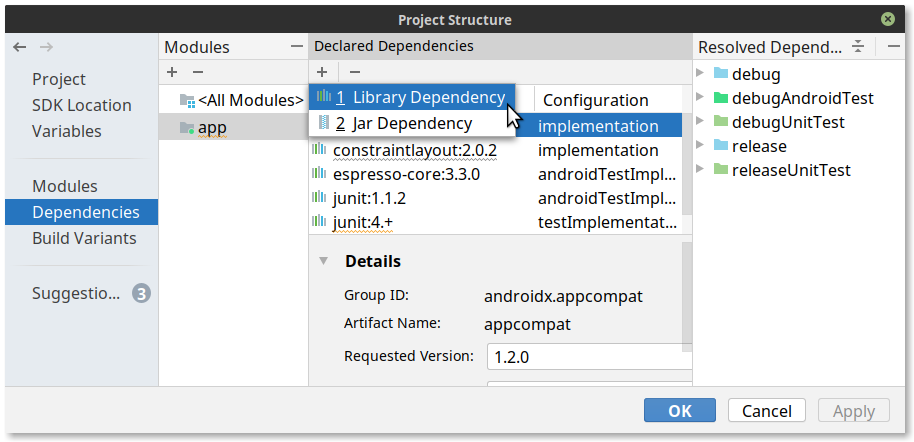 Project Structure
Project
SDK Location
Variables
Modules
Dependencies
Build Variants
Suggestio... 3
Modules
<All Modules>
app
Declared Dependencies
1 Library Dependency
2 Jar Dependency
Configuration
implementation
constraintlayout:2.0.2 implementation
espresso-core:3.3.0 androidTestImpl...
junit:1.1.2 androidTestImpl...
junit:4.+ testImplementat...
Details
Group ID: androidx.appcompat
Artifact Name: appcompat
Requested Version: 1.2.0
Resolved Depend...
debug
debugAndroidTest
debugUnitTest
release
releaseUnitTest
OK Cancel Apply